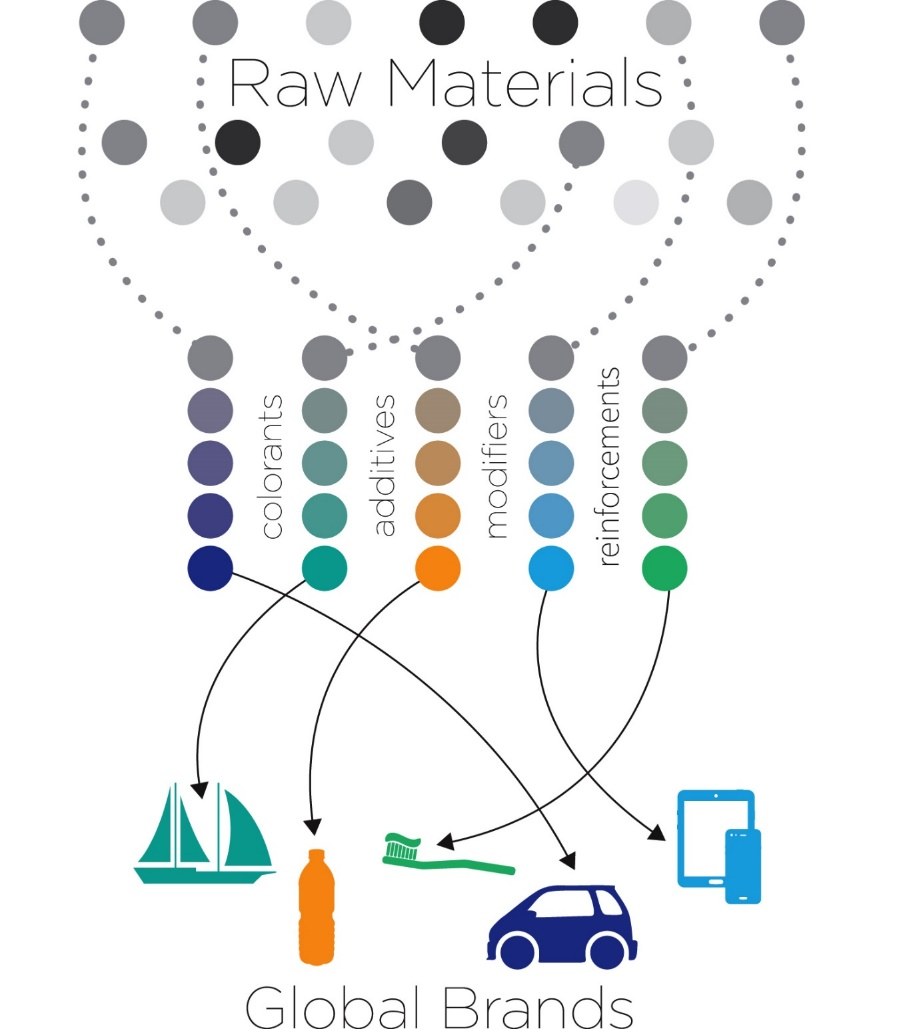 Raw Materials
colorants
additives
modifiers
reinforcements
Global Brands